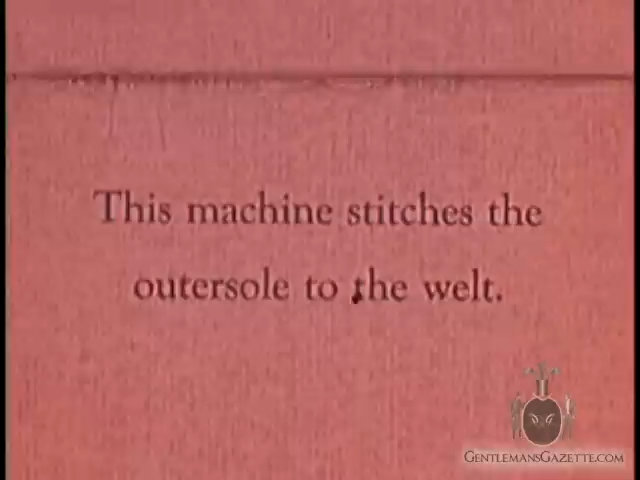 This machine stitches the
outersole to the welt.
GENTLEMANSGAZETTE.COM